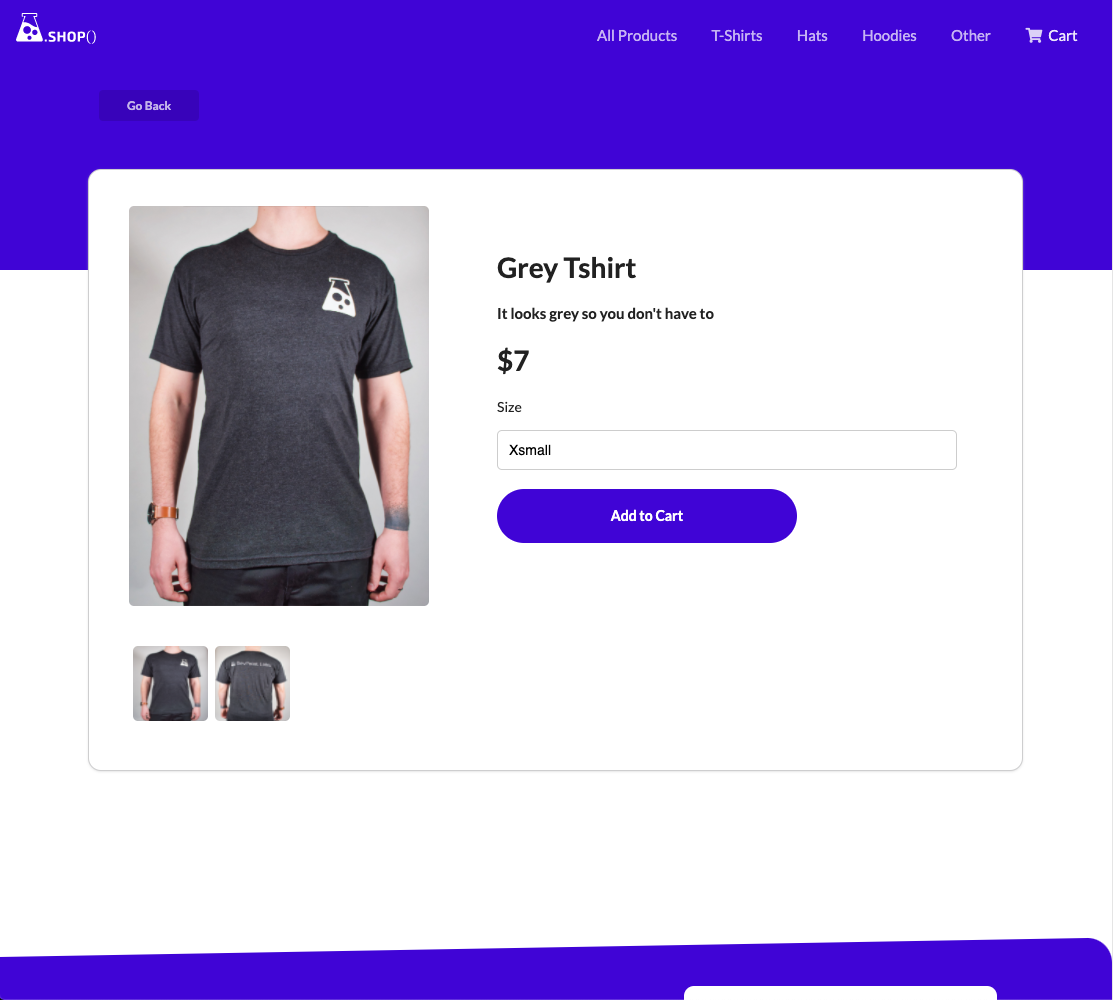 .SHOP()
All Products
T-Shirts
Hats
Hoodies
Other
Cart
Go Back
Grey Tshirt
It looks grey so you don't have to
$7
Size
Xsmall
Add to Cart